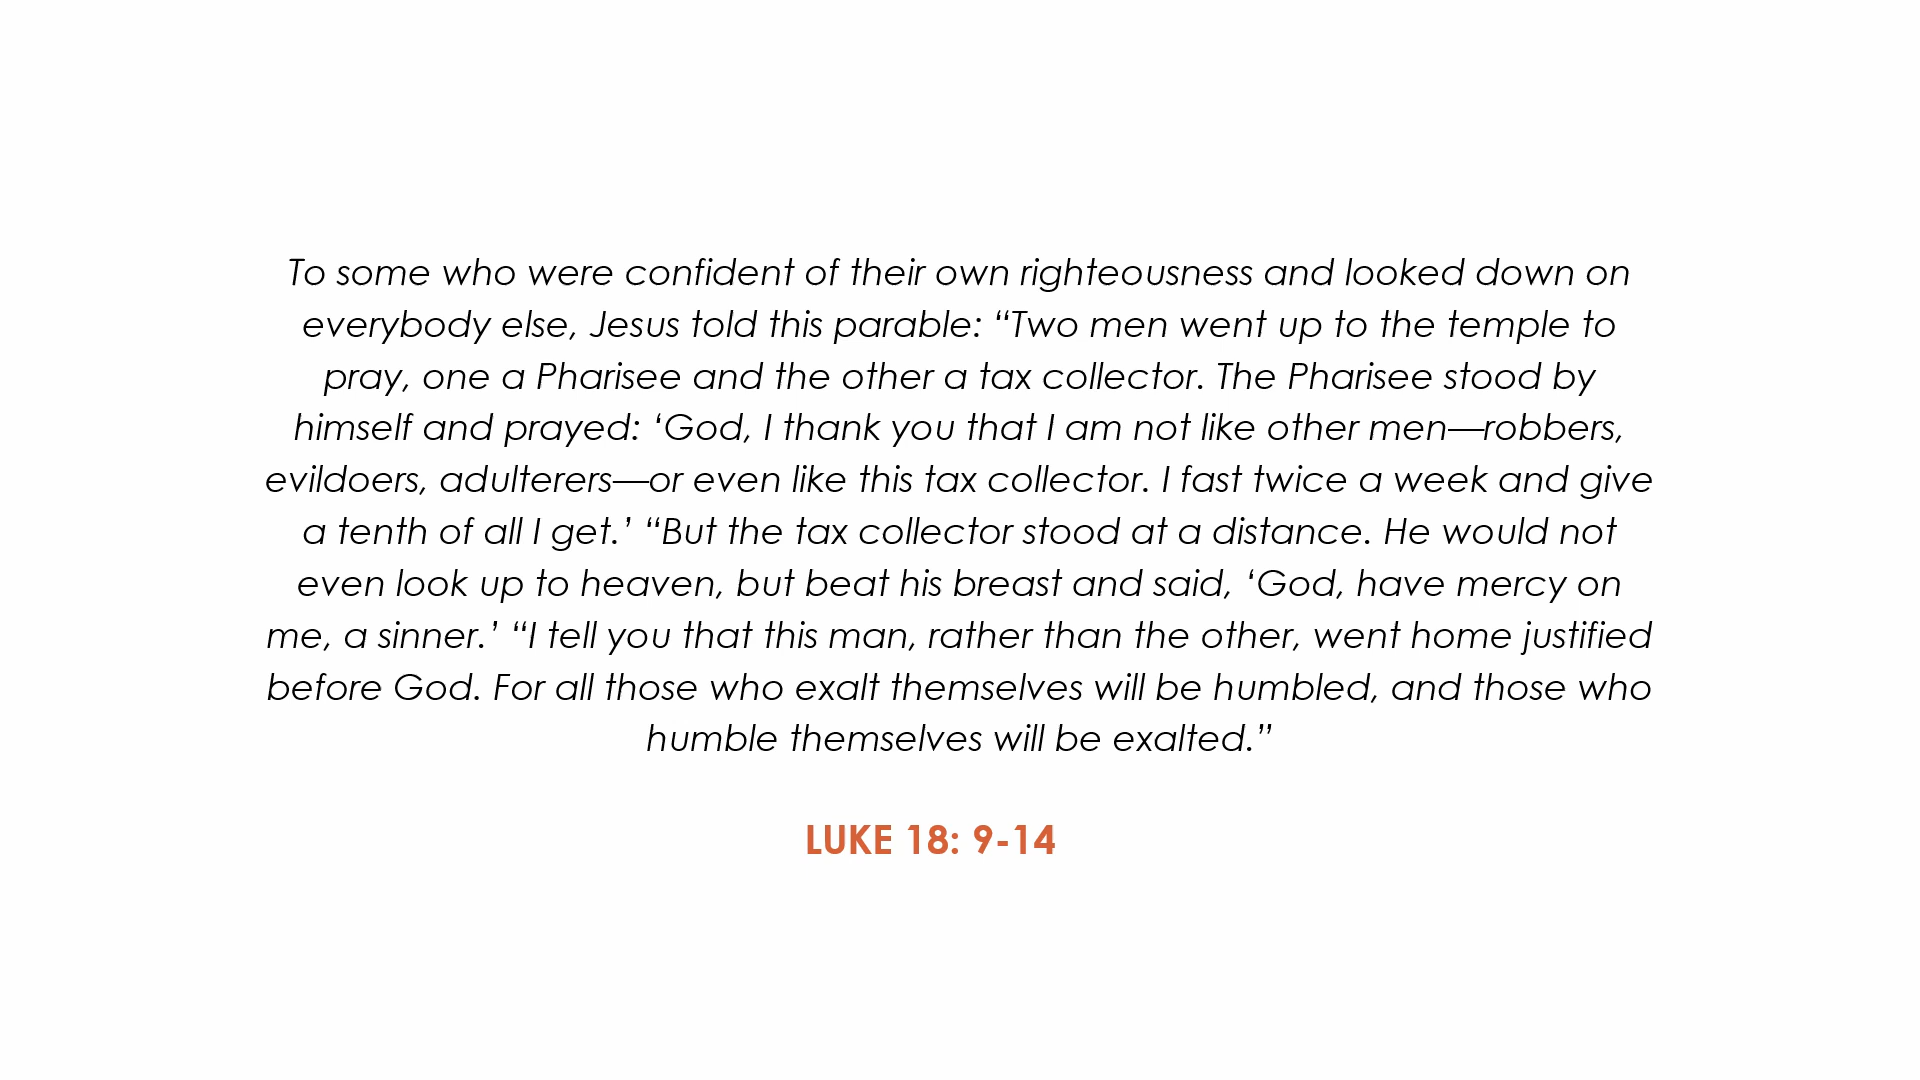 To some who were confident of their own righteousness and looked down on
everybody else, Jesus told this parable: “Two men went up to the temple to
pray, one a Pharisee and the other a tax collector. The Pharisee stood by
himself and prayed: ‘God, I thank you that I am not like other men—robbers,
evildoers, adulterers—or even like this tax collector. I fast twice a week and give
a tenth of all I get.’ “But the tax collector stood at a distance. He would not
even look up to heaven, but beat his breast and said, ‘God, have mercy on
me, a sinner.’ “I tell you that this man, rather than the other, went home justified
before God. For all those who exalt themselves will be humbled, and those who
humble themselves will be exalted.”
LUKE 18: 9-14